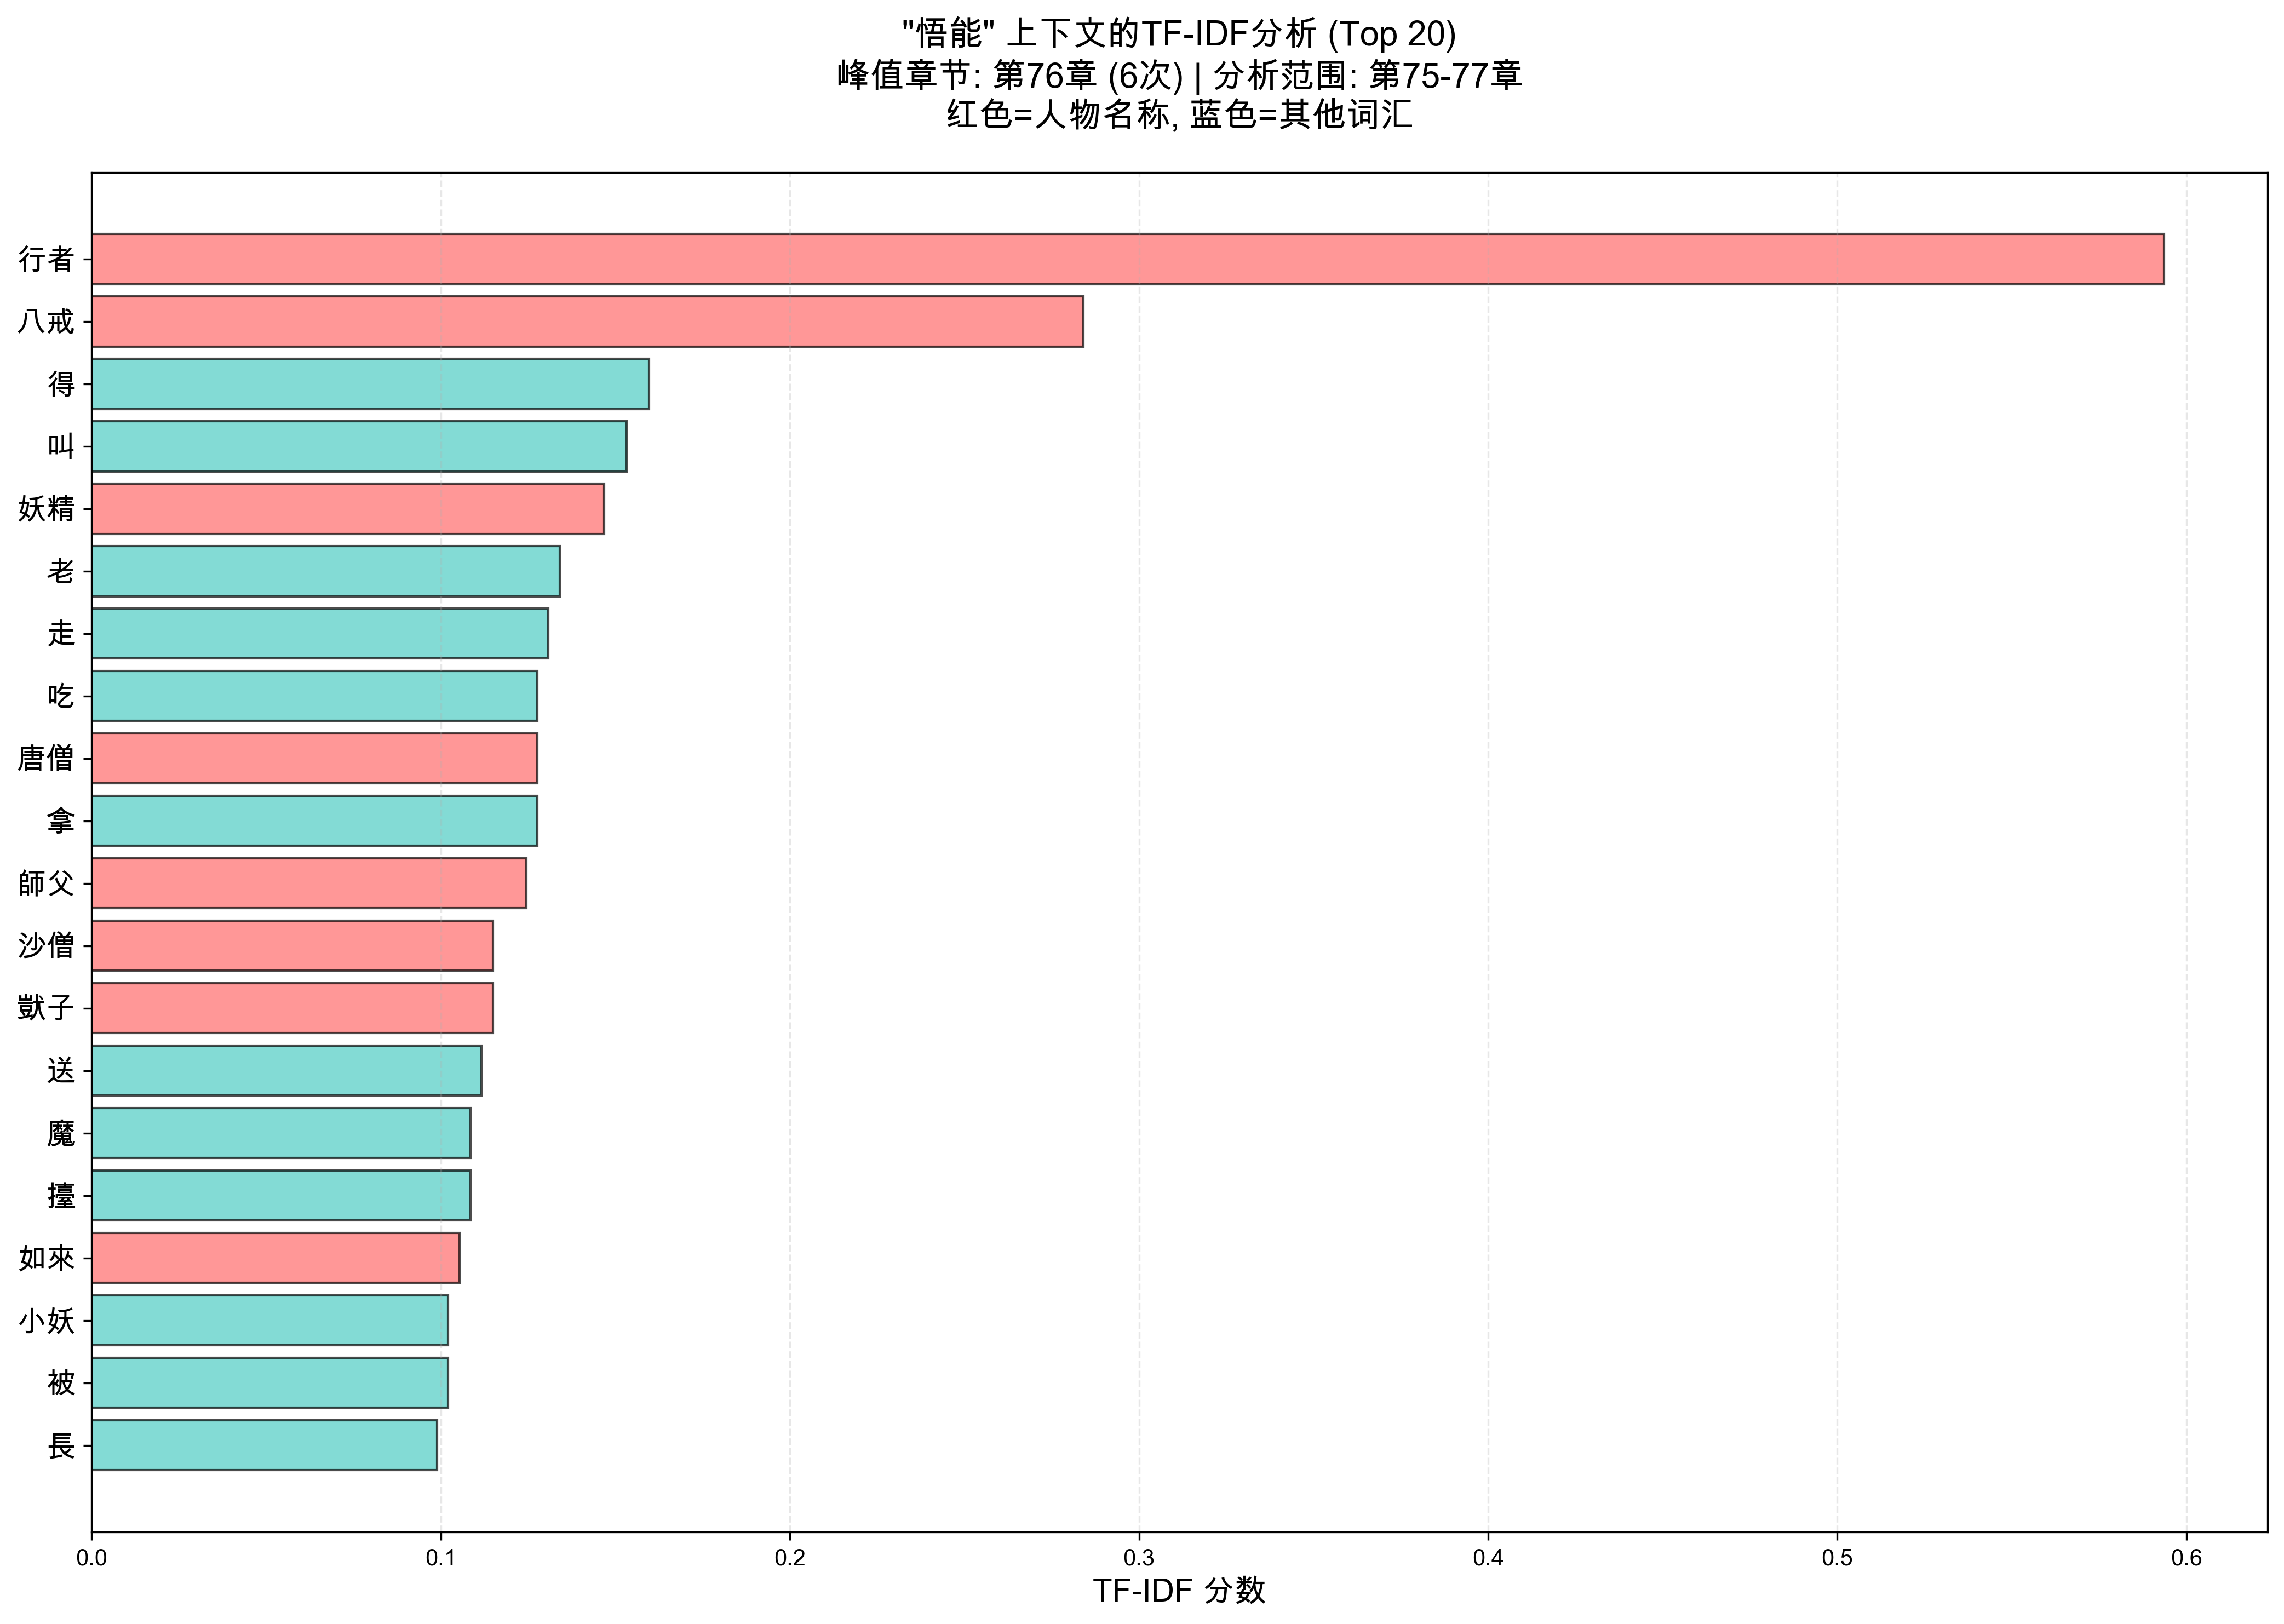 "悟能" 上下文的TF-IDF分析 (Top 20)
峰值章节: 第76章 (6次) | 分析范围: 第75-77章
红色=人物名称, 蓝色=其他词汇
行者
八戒
得
叫
妖精
老
走
吃
唐僧
拿
師父
沙僧
獃子
送
魔
擡
如來
小妖
被
長
0.0 0.1 0.2 0.3 0.4 0.5 0.6
TF-IDF 分数